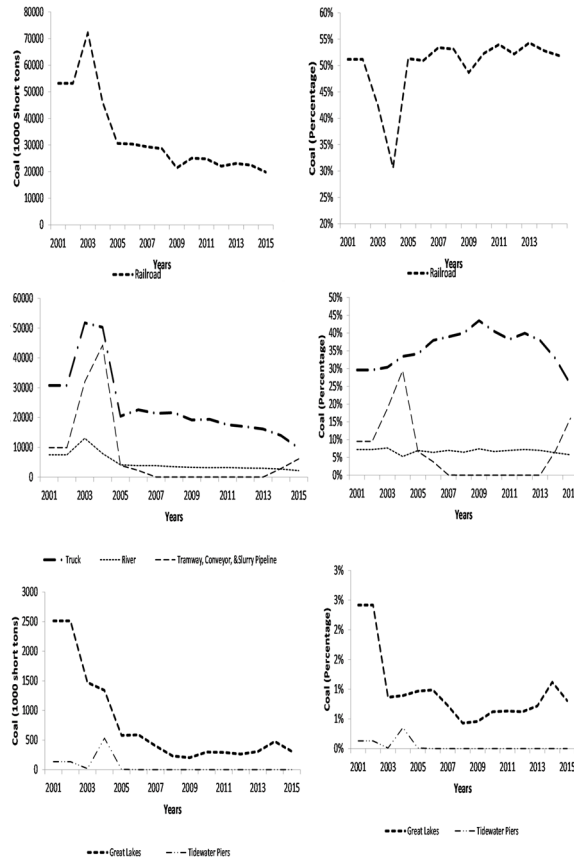 Coal (1000 Short tons)
80000
70000
60000
50000
40000
30000
20000
10000
0
2001 2003 2005 2007 2009 2011 2013 2015
Years
Railroad
Coal (Percentage)
60%
55%
50%
45%
40%
35%
30%
25%
20%
2001 2003 2005 2007 2009 2011 2013
Years
Railroad
60000
50000
40000
30000
20000
10000
0
2001 2003 2005 2007 2009 2011 2013 2015
Years
Truck River Tramway, Conveyor, &Slurry Pipeline
Coal (Percentage)
50%
45%
40%
35%
30%
25%
20%
15%
10%
5%
0%
2001 2003 2005 2007 2009 2011 2013 201
Years
Coal (1000 short tons)
3000
2500
2000
1500
1000
500
0
2001 2003 2005 2007 2009 2011 2013 2015
Years
Great Lakes Tidewater Piers
Coal (Percentage)
3%
3%
2%
2%
1%
1%
0%
2001 2003 2005 2007 2009 2011 2013 2015
Years
Great Lakes Tidewater Piers